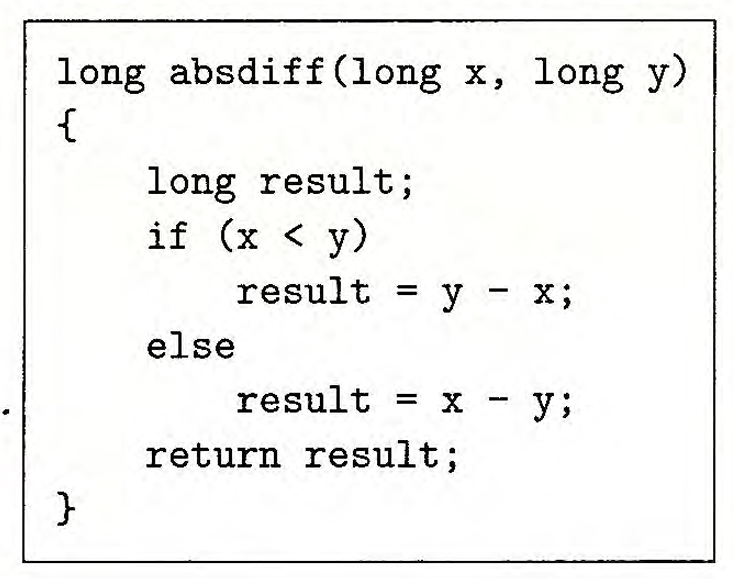 long absdiff(long x, long y)
{
    long result;
    if (x < y)
        result = y - x;
    else
        result = x - y;
    return result;
}